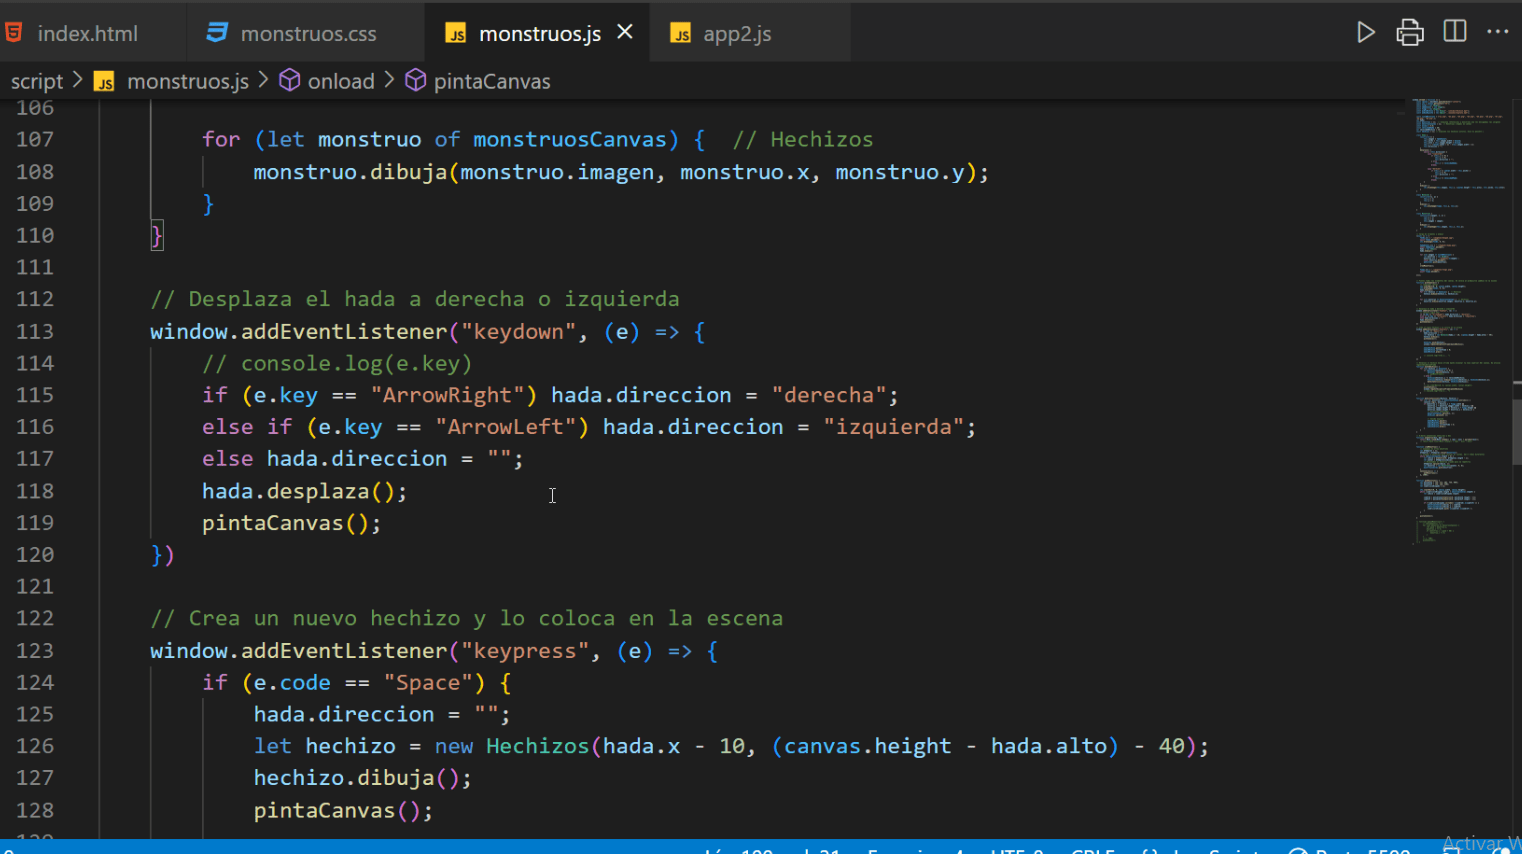 index.html monstruos.css JS monstruos.js JS app2.js
script > JS monstruos.js > onload > pintaCanvas
106
107 for (let monstruo of monstruosCanvas) { // Hechizos
108 monstruo.dibuja(monstruo.imagen, monstruo.x, monstruo.y);
109 }
110 }
111
112 // Desplaza el hada a derecha o izquierda
113 window.addEventListener("keydown", (e) => {
114 // console.log(e.key)
115 if (e.key == "ArrowRight") hada.direccion = "derecha";
116 else if (e.key == "ArrowLeft") hada.direccion = "izquierda";
117 else hada.direccion = "";
118 hada.desplaza();
119 pintaCanvas();
120 })
121
122 // Crea un nuevo hechizo y lo coloca en la escena
123 window.addEventListener("keypress", (e) => {
124 if (e.code == "Space") {
125 hada.direccion = "";
126 let hechizo = new Hechizos(hada.x - 10, (canvas.height - hada.alto) - 40);
127 hechizo.dibuja();
128 pintaCanvas();
Activar W